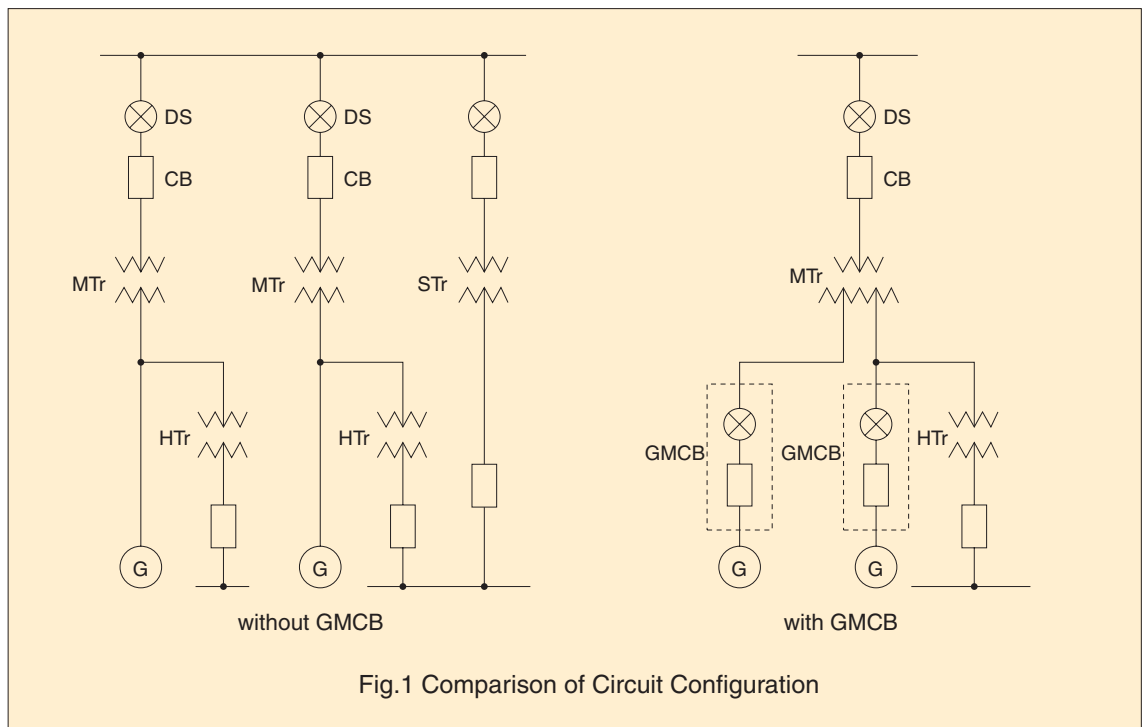 DS
DS
DS
CB
CB
CB
MTr
MTr
STr
MTr
HTr
HTr
GMCB
GMCB
HTr
G
G
G
G
without GMCB
with GMCB
Fig.1 Comparison of Circuit Configuration